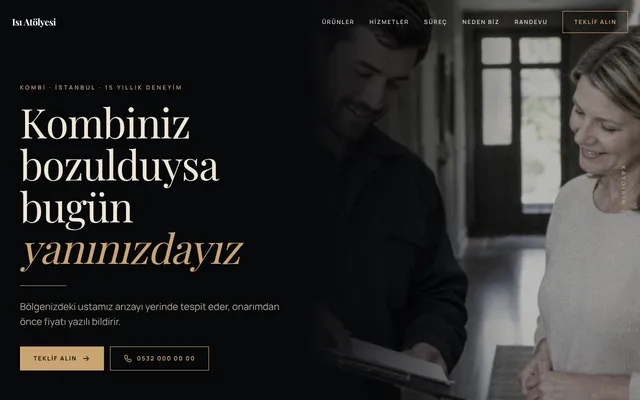 Isı Atölyesi
ÜRÜNLER HİZMETLER SÜREÇ NEDEN BİZ RANDEVU TEKLİF ALIN
KOMBİ · İSTANBUL · 15 YILLIK DENEYİM
Kombiniz
bozulduysa
bugün
yanınızdayız
Bölgenizdeki ustamız arızayı yerinde tespit eder, onarımdan
önce fiyatı yazılı bildirir.
TEKLİF ALIN → 0532 000 00 00